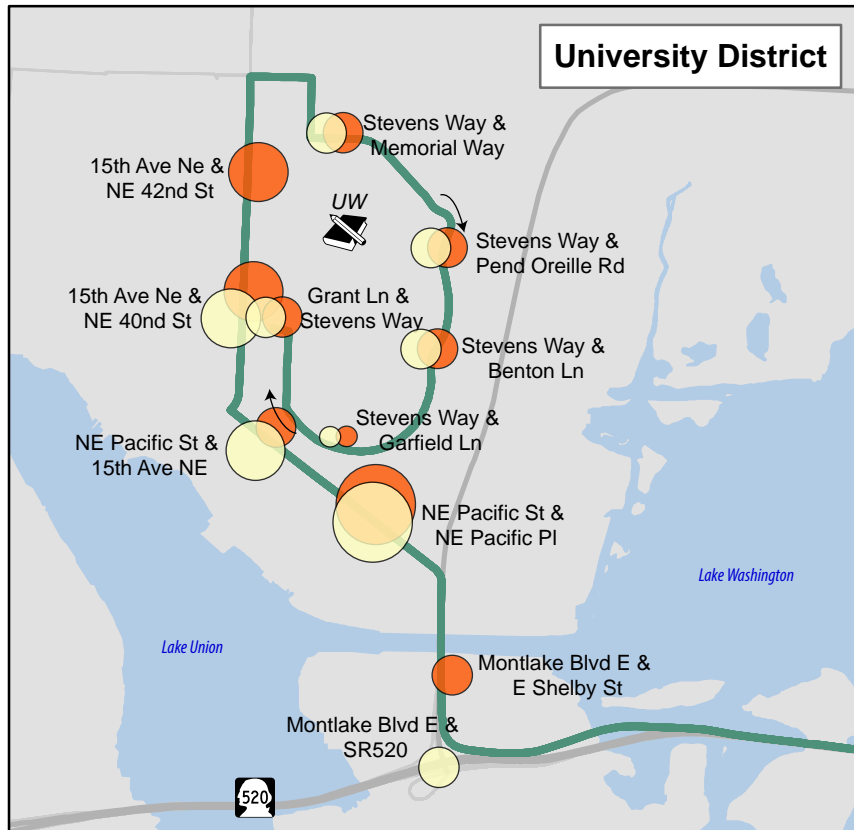 University District
Stevens Way &
Memorial Way
15th Ave Ne &
NE 42nd St
UW
Stevens Way &
Pend Oreille Rd
15th Ave Ne &
NE 40nd St
Grant Ln &
Stevens Way
Stevens Way &
Benton Ln
Stevens Way &
Garfield Ln
NE Pacific St &
15th Ave NE
NE Pacific St &
NE Pacific Pl
Lake Washington
Lake Union
Montlake Blvd E &
E Shelby St
Montlake Blvd E &
SR520
520